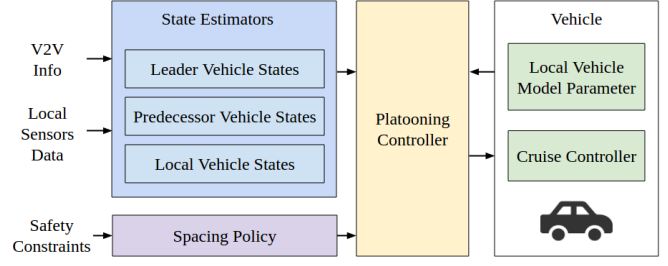 V2V
Info
Local
Sensors
Data
Safety
Constraints
State Estimators
Leader Vehicle States
Predecessor Vehicle States
Local Vehicle States
Spacing Policy
Platooning
Controller
Vehicle
Local Vehicle
Model Parameter
Cruise Controller